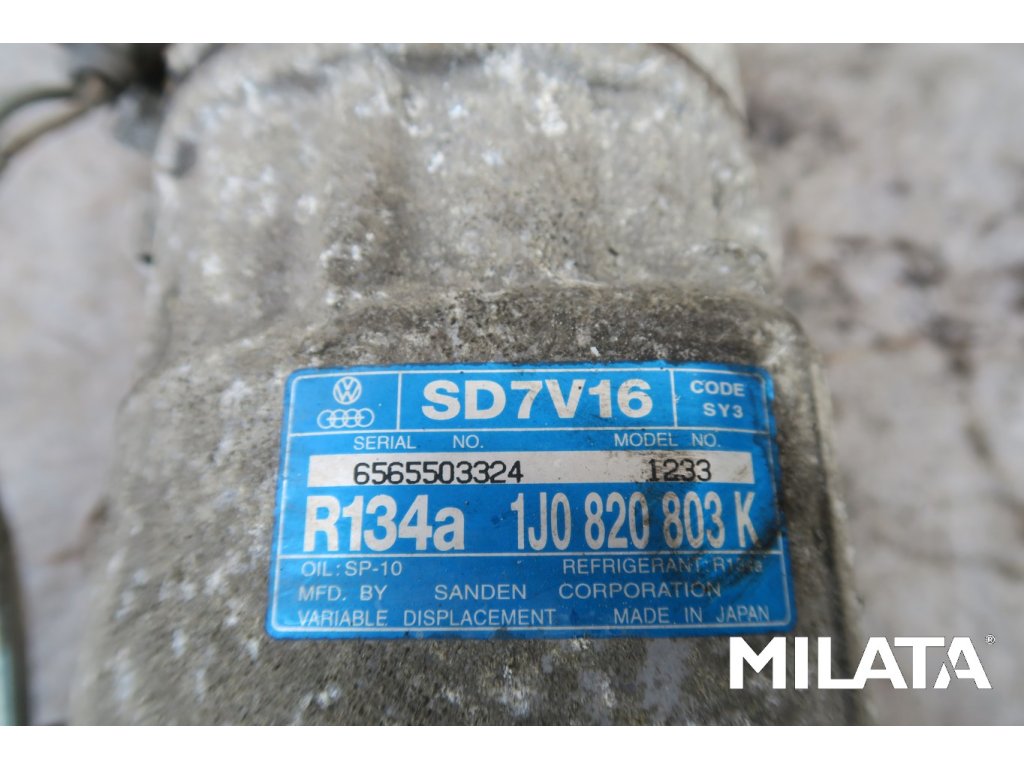 SD7V16
CODE
SY3
SERIAL NO. MODEL NO.
6565503324 1233
R134a 1J0 820 803 K
OIL: SP-10 REFRIGERANT: R134a
MFD. BY SANDEN CORPORATION
VARIABLE DISPLACEMENT MADE IN JAPAN
MILATA®